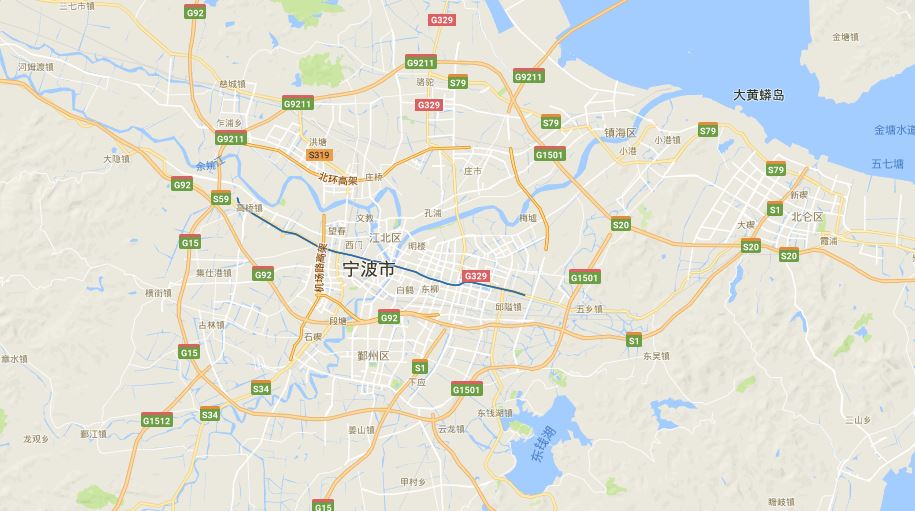 三七市镇
G92
G329
金塘镇
河姆渡镇
G9211
G9211
慈城镇
骆驼
S79
大黄蟒岛
G9211
G329
乍浦乡
S79
镇海区
S79
金塘水道
G9211
洪塘
小港镇
S319
G1501
小港
大隐镇
余姚江
五七塘
庄市
S79
G92
北环高架
庄桥
S59
新碶
高桥镇
文教
孔浦
梅墟
S1
北仑区
S20
大碶
望春
江北区
G15
西门
明楼
霞浦
S20
S20
集仕港镇
G92
机场路高架
宁波市
G329
G1501
横街镇
白鹤
东柳
邱隘镇
五乡镇
古林镇
段塘
G92
石碶
S1
G15
鄞州区
东吴镇
章水镇
S1
下应
S34
G1501
S34
东钱湖镇
G1512
三山乡
鄞江镇
姜山镇
云龙镇
龙观乡
东钱湖
甲村乡
瞻岐镇
G15